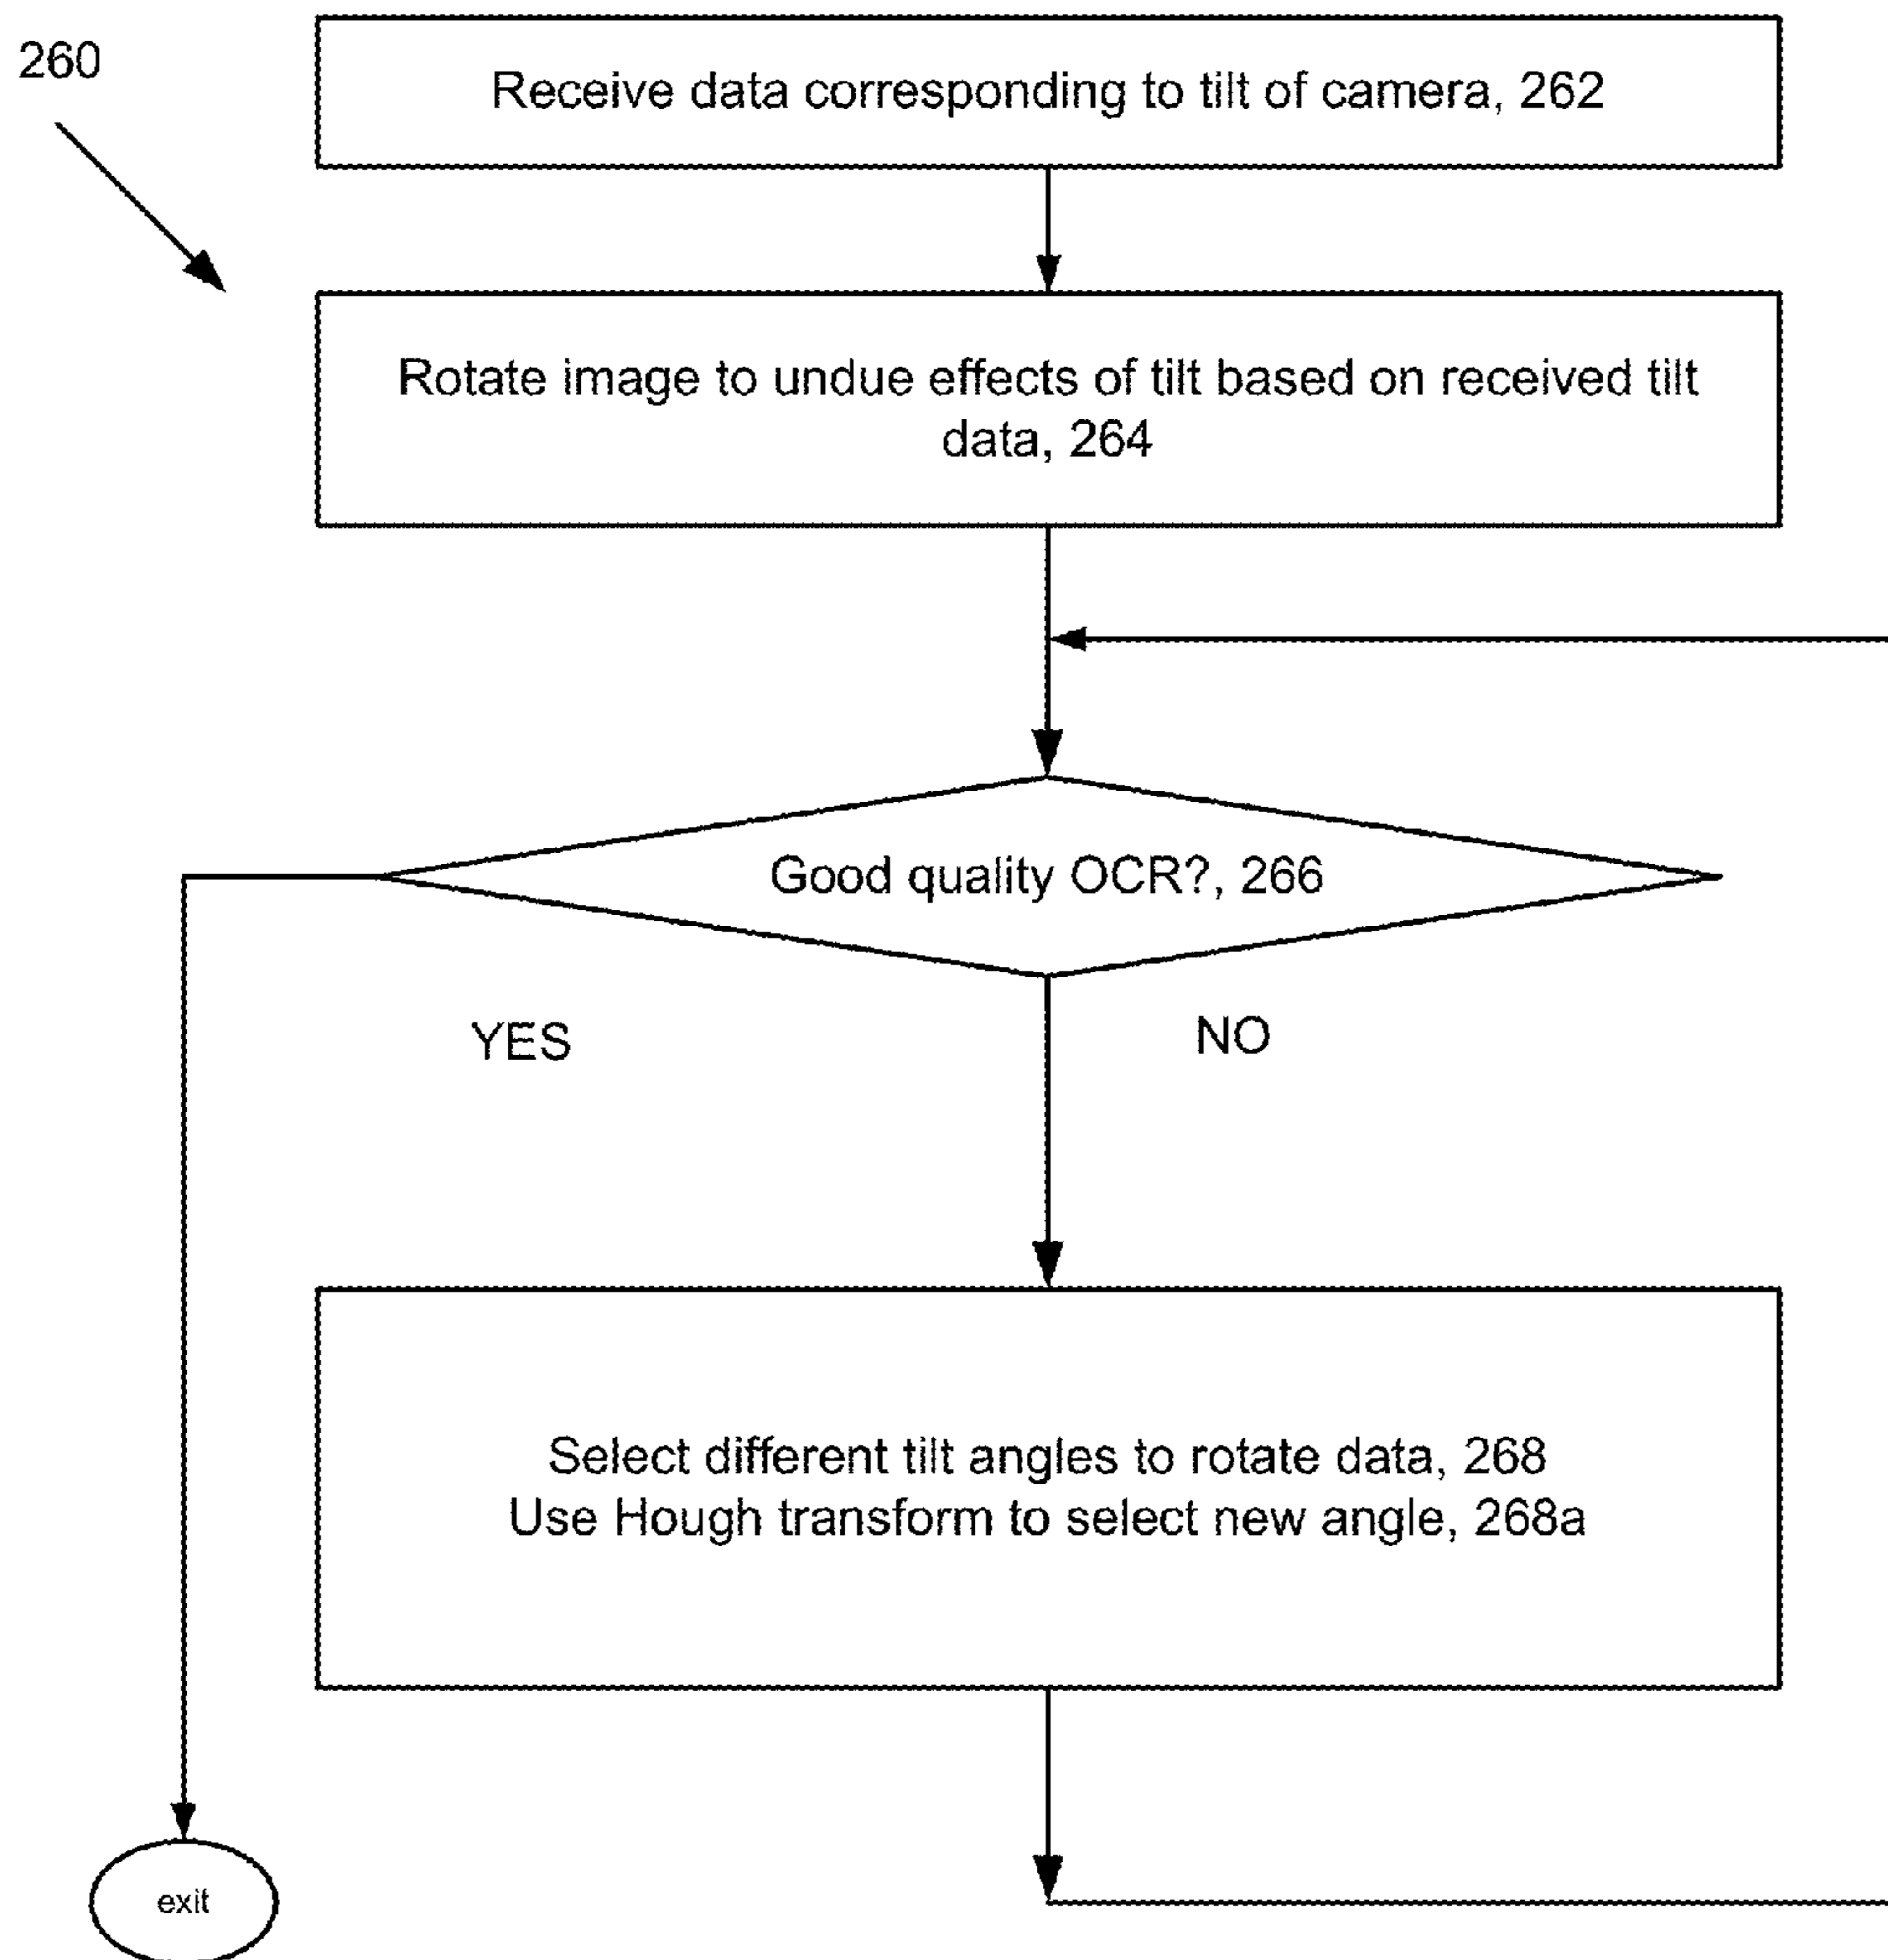 260
Receive data corresponding to tilt of camera, 262
Rotate image to undue effects of tilt based on received tilt
data, 264
Good quality OCR?, 266
YES
NO
Select different tilt angles to rotate data, 268
Use Hough transform to select new angle, 268a
exit